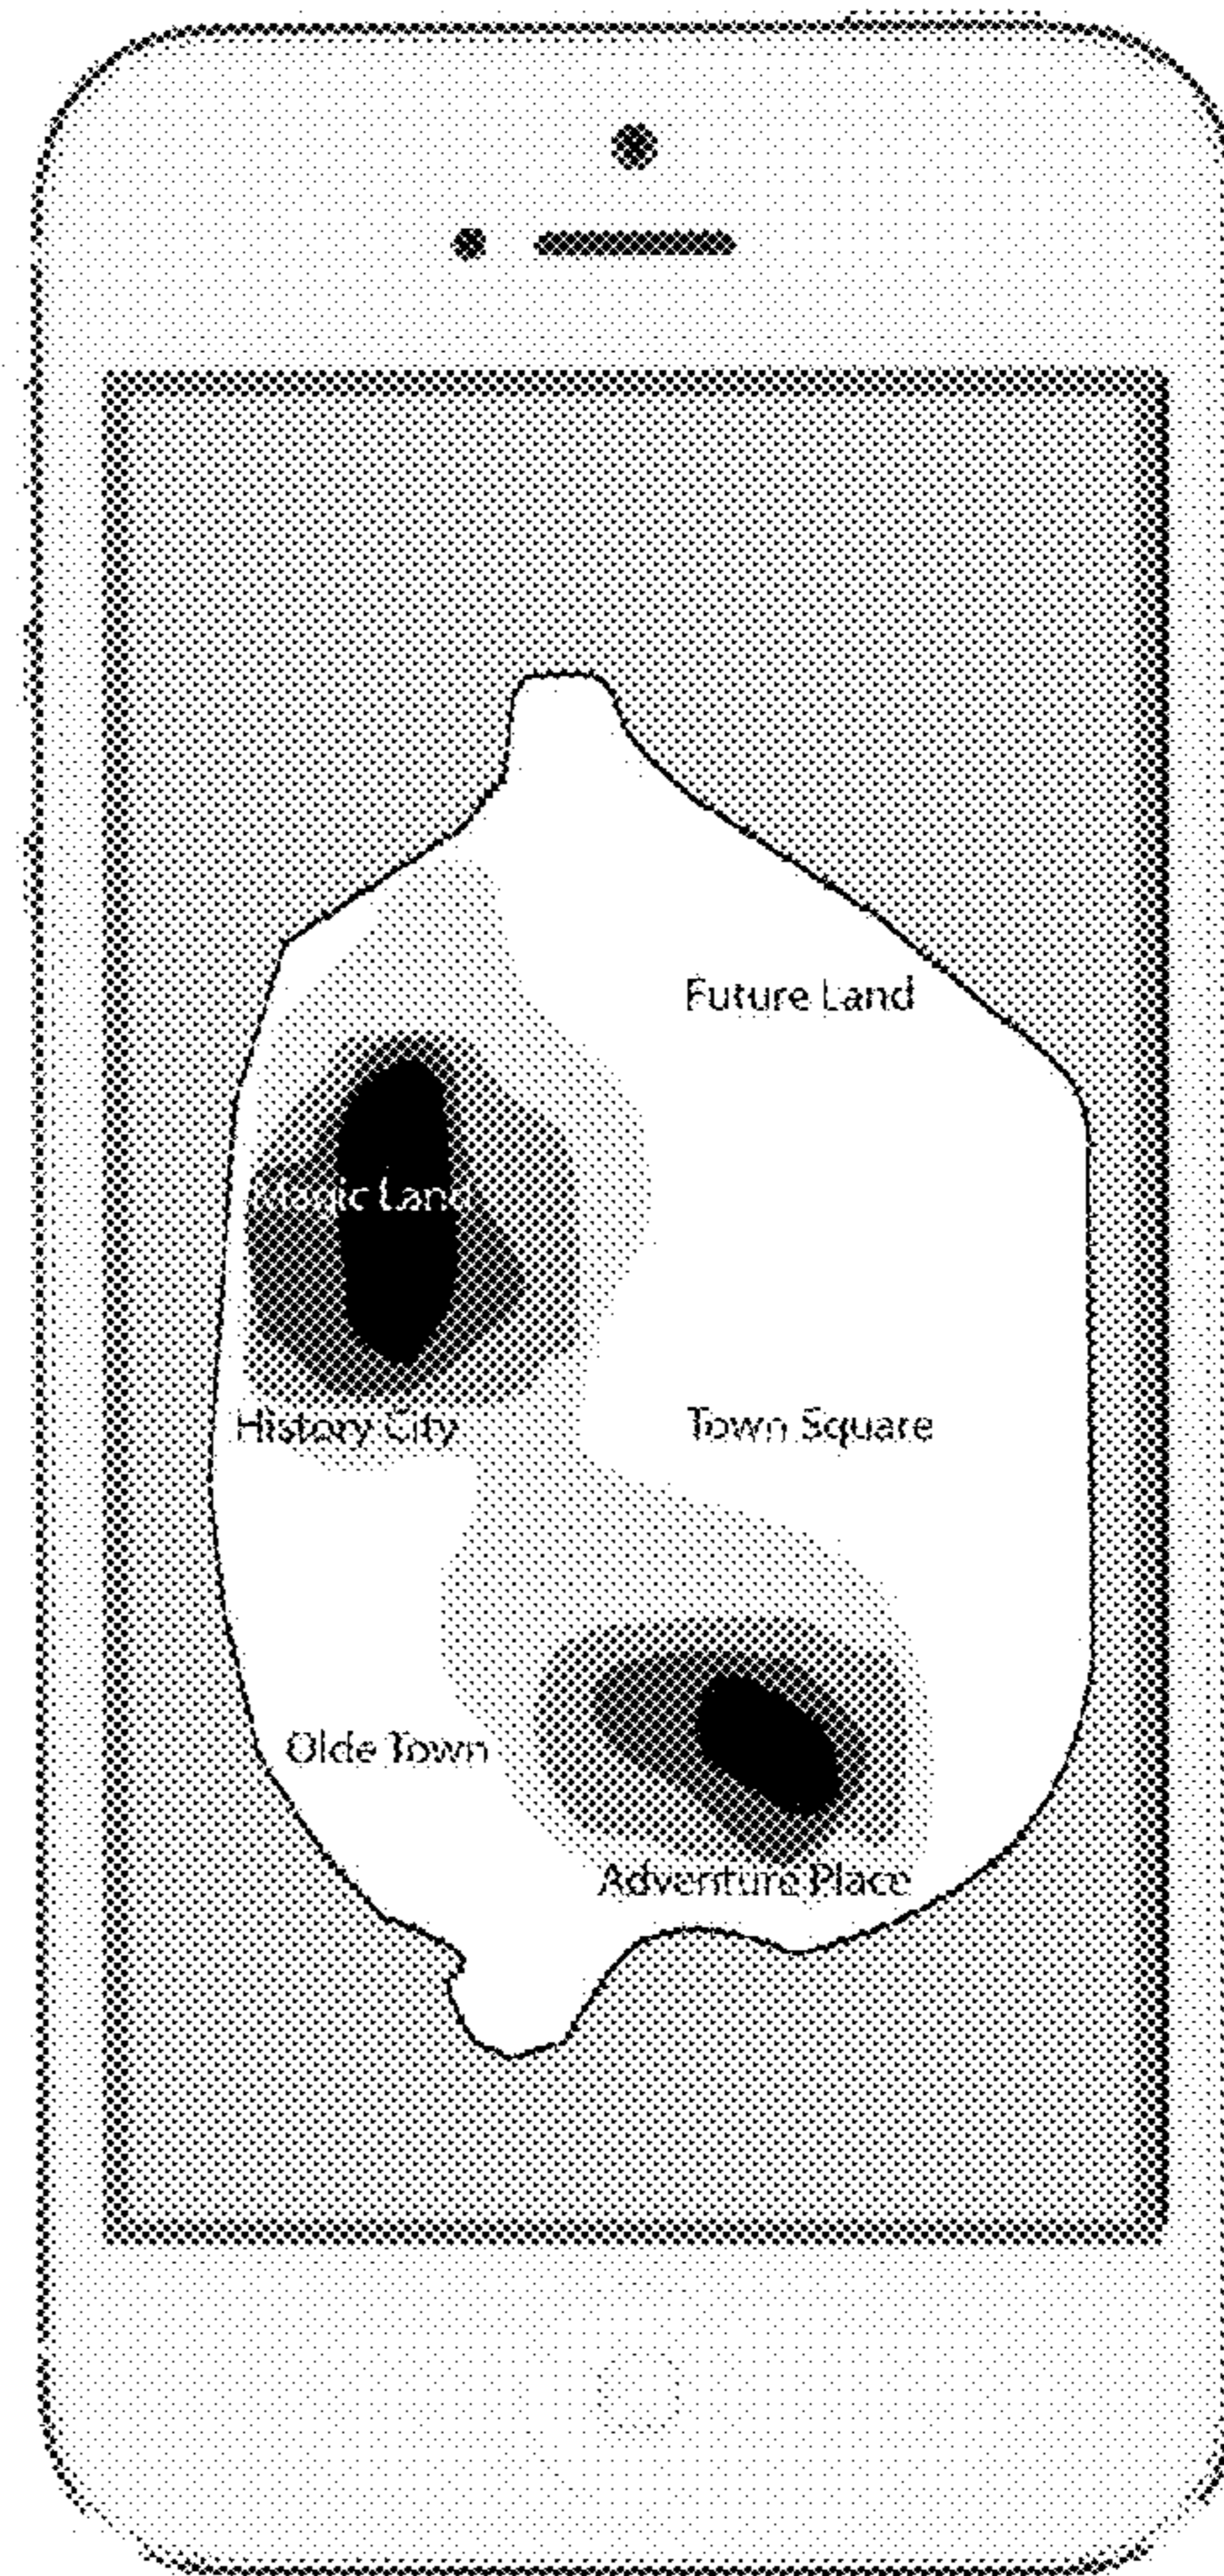 Future Land
Magic Land
History City
Town Square
Olde Town
Adventure Place